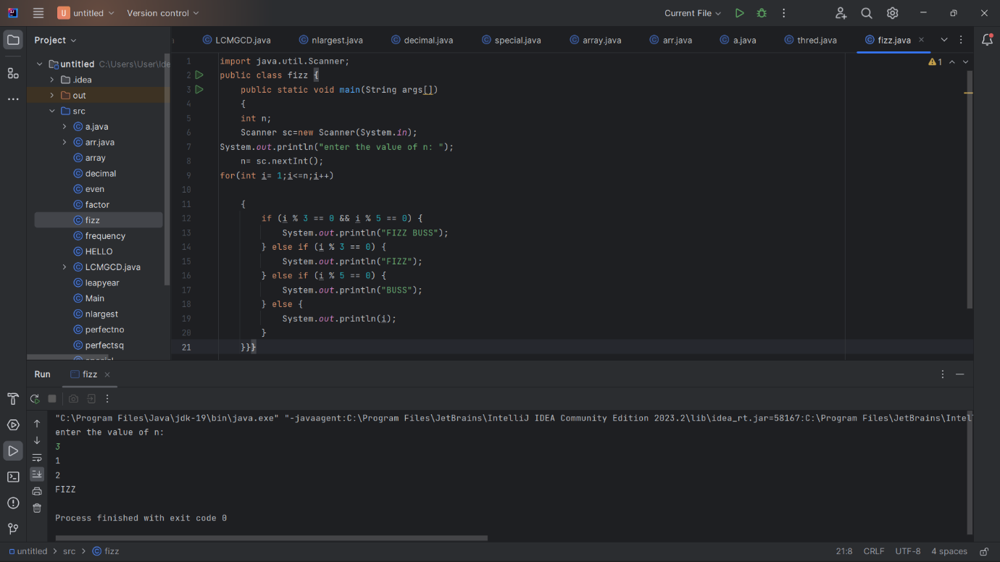 untitled Version control Current File
Project
LCMGCD.java nlargest.java decimal.java special.java array.java arr.java a.java thred.java fizz.java
untitled C:\Users\User\Ide
.idea
out
src
a.java
arr.java
array
decimal
even
factor
fizz
frequency
HELLO
LCMGCD.java
leapyear
Main
nlargest
perfectno
perfectsq
1 import java.util.Scanner;
2 public class fizz {
3 public static void main(String args[])
4 {
5 int n;
6 Scanner sc=new Scanner(System.in);
7 System.out.println("enter the value of n: ");
8 n= sc.nextInt();
9 for(int i= 1;i<=n;i++)
10
11 {
12 if (i % 3 == 0 && i % 5 == 0) {
13 System.out.println("FIZZ BUSS");
14 } else if (i % 3 == 0) {
15 System.out.println("FIZZ");
16 } else if (i % 5 == 0) {
17 System.out.println("BUSS");
18 } else {
19 System.out.println(i);
20 }
21 }}}
1
Run fizz
"C:\Program Files\Java\jdk-19\bin\java.exe" "-javaagent:C:\Program Files\JetBrains\IntelliJ IDEA Community Edition 2023.2\lib\idea_rt.jar=58167:C:\Program Files\JetBrains\Intel
enter the value of n:
3
1
2
FIZZ
Process finished with exit code 0
untitled > src > fizz
21:8 CRLF UTF-8 4 spaces